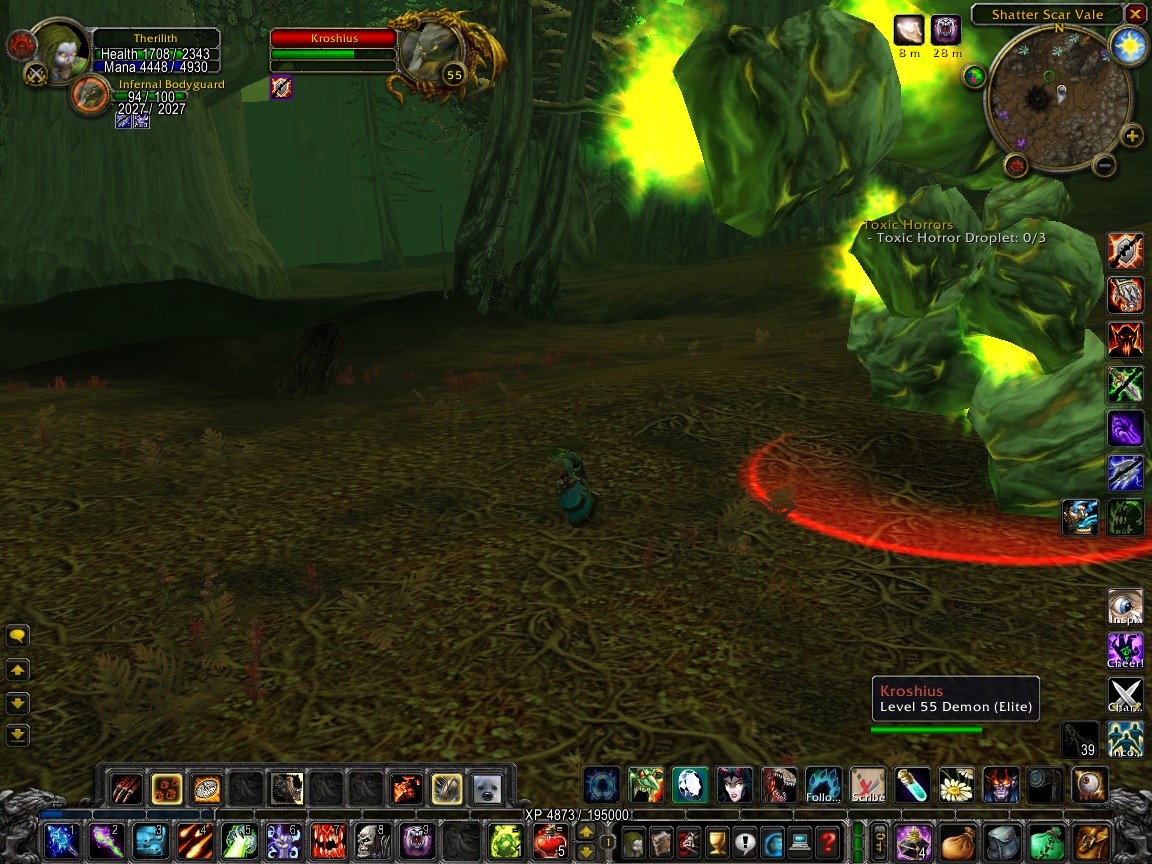 Therilith
Health 1708 / 2343
Mana 4448 / 4930
Infernal Bodyguard
94 / 100
2027 / 2027
Kroshius
55
8 m
28 m
Shatter Scar Vale
N
Toxic Horrors
- Toxic Horror Droplet: 0/3
Cheer!
Kroshius
Level 55 Demon (Elite)
39
Follo...
Scribe
XP 4873 / 195000
1
2
3
4
5
6
7
8
9
5
1
4